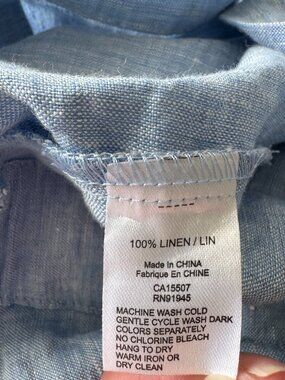 100% LINEN / LIN
Made In CHINA
Fabrique En CHINE
CA15507
RN91945
MACHINE WASH COLD
GENTLE CYCLE WASH DARK
COLORS SEPARATELY
NO CHLORINE BLEACH
HANG TO DRY
WARM IRON OR
DRY CLEAN